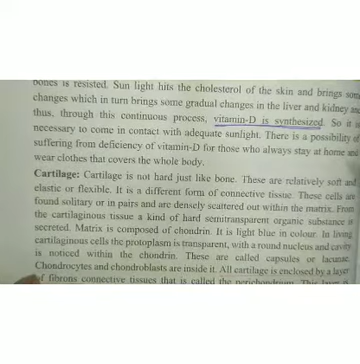 bones is resisted. Sun light hits the cholesterol of the skin and brings some
changes which in turn brings some gradual changes in the liver and kidney and
thus, through this continuous process, vitamin-D is synthesized. So it is
necessary to come in contact with adequate sunlight. There is a possibility of
suffering from deficiency of vitamin-D for those who always stay at home and
wear clothes that covers the whole body.
Cartilage: Cartilage is not hard just like bone. These are relatively soft and
elastic or flexible. It is a different form of connective tissue. These cells are
found solitary or in pairs and are densely scattered out within the matrix. From
the cartilaginous tissue a kind of hard semitransparent organic substance is
secreted. Matrix is composed of chondrin. It is light blue in colour. In living
cartilaginous cells the protoplasm is transparent, with a round nucleus and cavity
is noticed within the chondrin. These are called capsules or lacunae.
Chondrocytes and chondroblasts are inside it. All cartilage is enclosed by a layer
of fibrons connective tissues that is called the perichondrium. This layer is